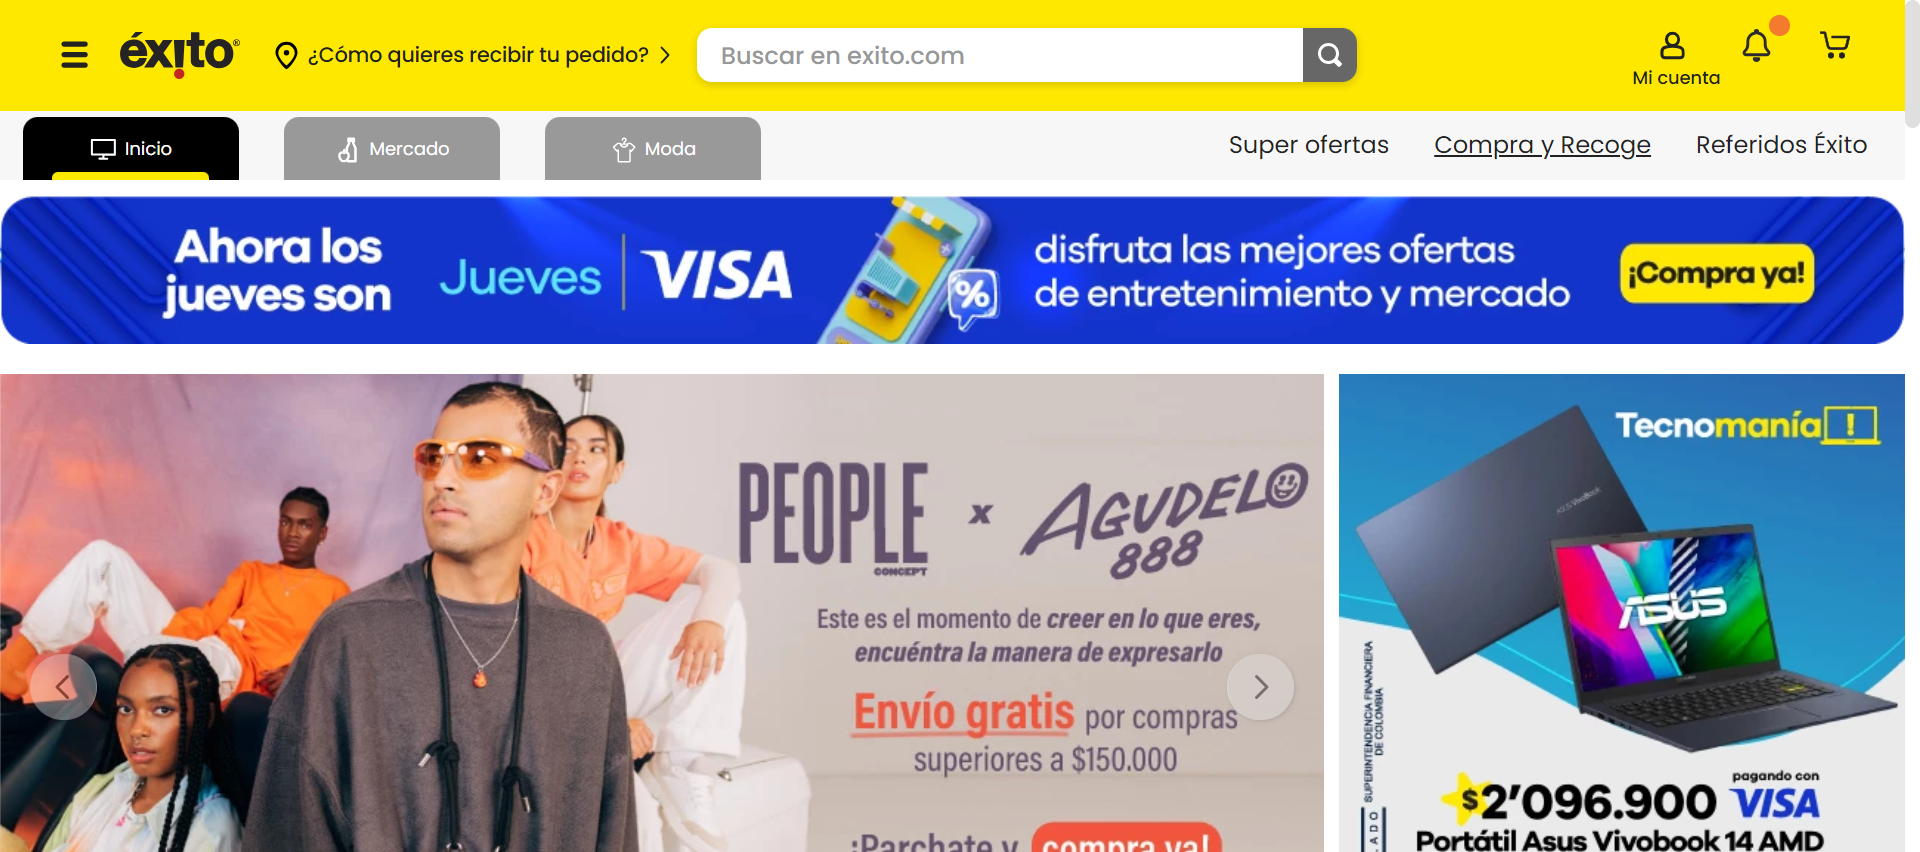 éxito®
¿Cómo quieres recibir tu pedido?
Buscar en exito.com
Mi cuenta
Inicio
Mercado
Moda
Super ofertas
Compra y Recoge
Referidos Éxito
Ahora los
jueves son
Jueves
VISA
%
disfruta las mejores ofertas
de entretenimiento y mercado
¡Compra ya!
PEOPLE
CONCEPT
x
AGUDELO
888
Este es el momento de creer en lo que eres,
encuéntra la manera de expresarlo
Envío gratis por compras
superiores a $150.000
¡Parchate y compra ya!
Tecnomanía!
ASUS VivoBook
ASUS
SUPERINTENDENCIA FINANCIERA
DE COLOMBIA
LADO
$2'096.900
pagando con
VISA
Portátil Asus Vivobook 14 AMD